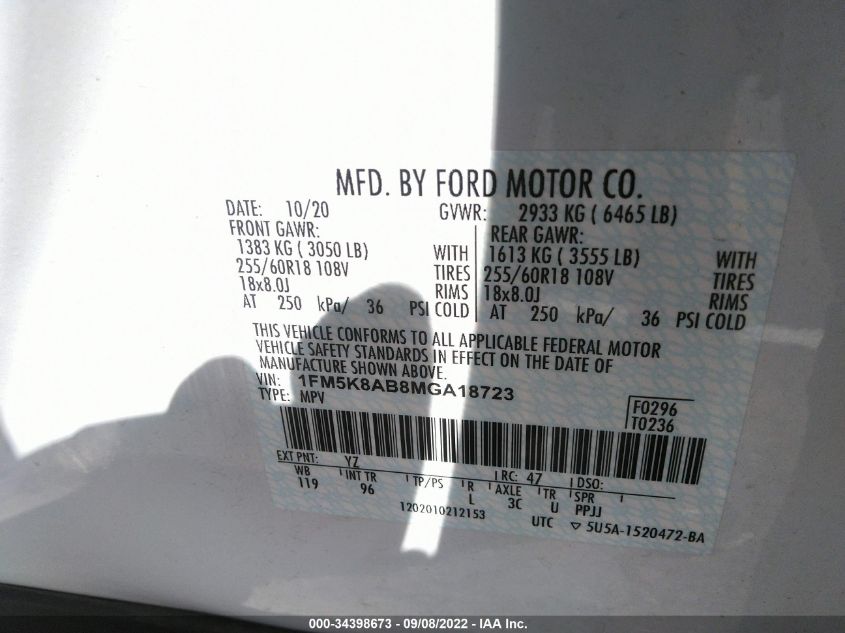 MFD. BY FORD MOTOR CO.
DATE: 10/20 GVWR: 2933 KG ( 6465 LB)
FRONT GAWR: REAR GAWR:
1383 KG ( 3050 LB) WITH 1613 KG ( 3555 LB) WITH
255/60R18 108V TIRES 255/60R18 108V TIRES
18x8.0J RIMS 18x8.0J RIMS
AT 250 kPa/ 36 PSI COLD AT 250 kPa/ 36 PSI COLD
THIS VEHICLE CONFORMS TO ALL APPLICABLE FEDERAL MOTOR
VEHICLE SAFETY STANDARDS IN EFFECT ON THE DATE OF
MANUFACTURE SHOWN ABOVE.
VIN: 1FM5K8AB8MGA18723
TYPE: MPV
F0296
T0236
EXT PNT: YZ RC: 47 DSO:
WB INT TR TP/PS R AXLE TR SPR
119 96 L 3C U PPJJ
1202010212153 UTC ▽ 5U5A-1520472-BA
000-34398673 - 09/08/2022 - IAA Inc.